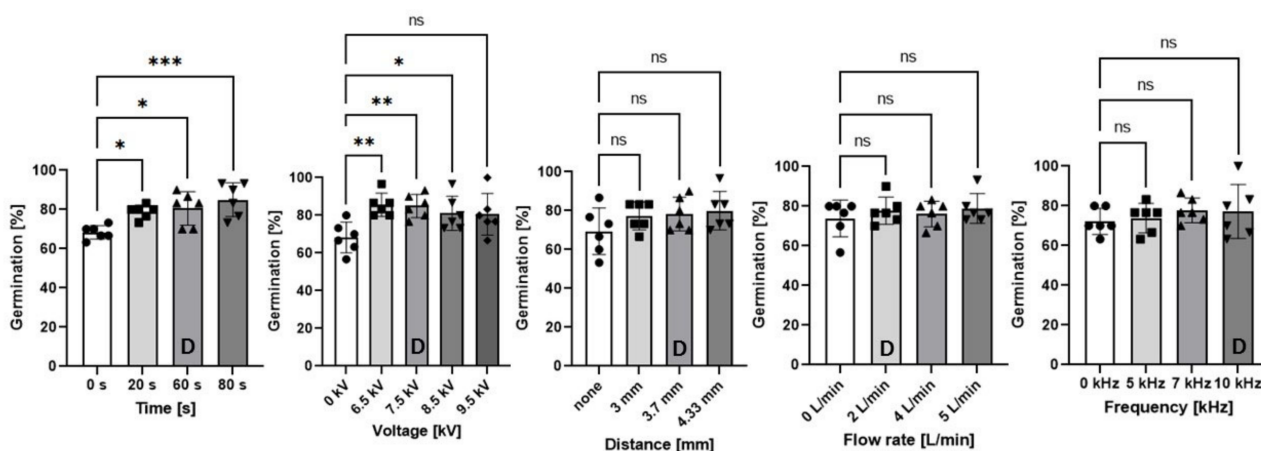 ns
*
**
**
***
*
*
Germination [%]
100
80
60
40
20
0
D
0 s
20 s
60 s
80 s
Time [s]
Germination [%]
100
80
60
40
20
0
D
0 kV
6.5 kV
7.5 kV
8.5 kV
9.5 kV
Voltage [kV]
ns
ns
ns
Germination [%]
100
80
60
40
20
0
D
none
3 mm
3.7 mm
4.33 mm
Distance [mm]
ns
ns
ns
Germination [%]
100
80
60
40
20
0
D
0 L/min
2 L/min
4 L/min
5 L/min
Flow rate [L/min]
ns
ns
ns
Germination [%]
100
80
60
40
20
0
D
0 kHz
5 kHz
7 kHz
10 kHz
Frequency [kHz]